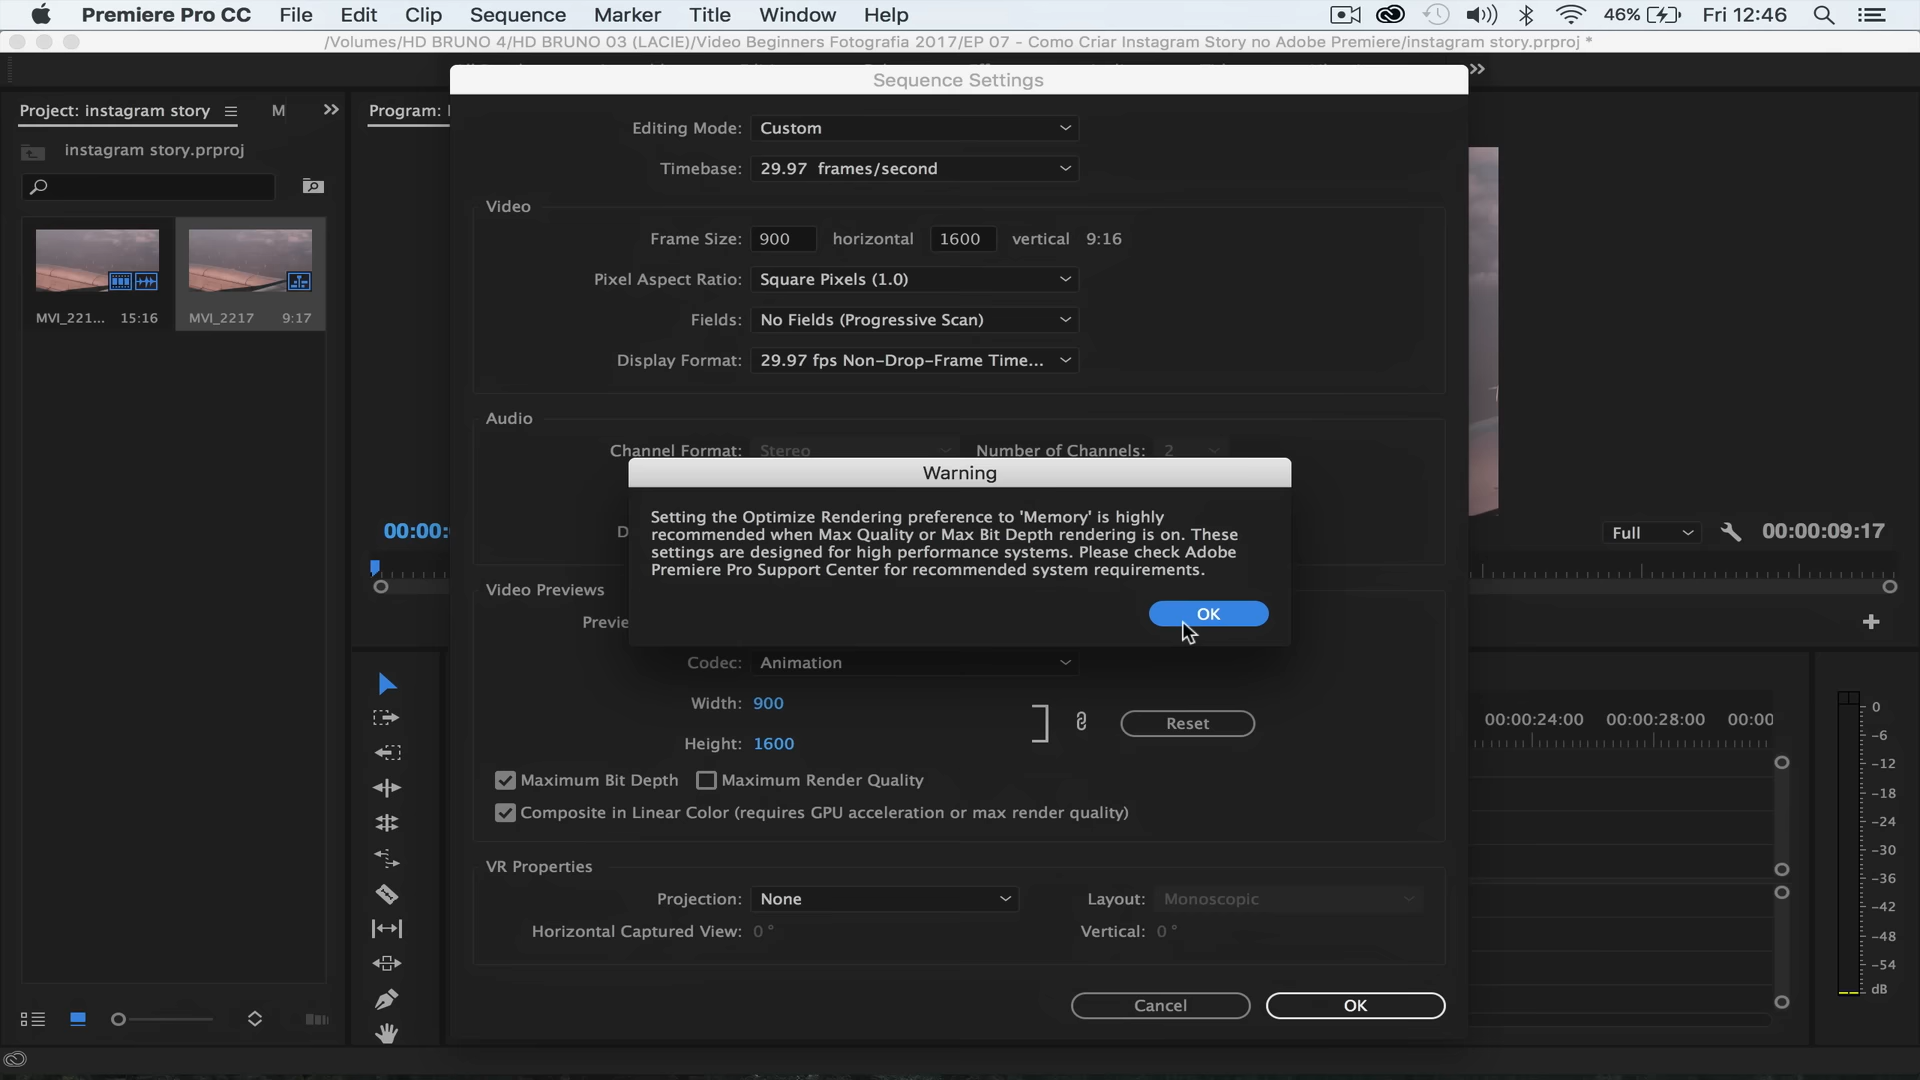 Premiere Pro CC File Edit Clip Sequence Marker Title Window Help 46% Fri 12:46
/Volumes/HD BRUNO 4/HD BRUNO 03 (LACIE)/Video Beginners Fotografia 2017/EP 07 - Como Criar Instagram Story no Adobe Premiere/instagram story.prproj *
Sequence Settings
Project: instagram story
M
Program:
instagram story.prproj
MVI_221... 15:16
MVI_2217 9:17
Editing Mode: Custom
Timebase: 29.97 frames/second
Video
Frame Size: 900 horizontal 1600 vertical 9:16
Pixel Aspect Ratio: Square Pixels (1.0)
Fields: No Fields (Progressive Scan)
Display Format: 29.97 fps Non-Drop-Frame Time...
Audio
Channel Format: Stereo Number of Channels: 2
Warning
Setting the Optimize Rendering preference to 'Memory' is highly
recommended when Max Quality or Max Bit Depth rendering is on. These
settings are designed for high performance systems. Please check Adobe
Premiere Pro Support Center for recommended system requirements.
OK
00:00:
D
Full
00:00:09:17
Video Previews
Previe
Codec: Animation
Width: 900
Height: 1600
Reset
Maximum Bit Depth Maximum Render Quality
Composite in Linear Color (requires GPU acceleration or max render quality)
VR Properties
Projection: None Layout: Monoscopic
Horizontal Captured View: 0 ° Vertical: 0 °
Cancel OK
00:00:24:00 00:00:28:00 00:00
0
-6
-12
-18
-24
-30
-36
-42
-48
-54
dB